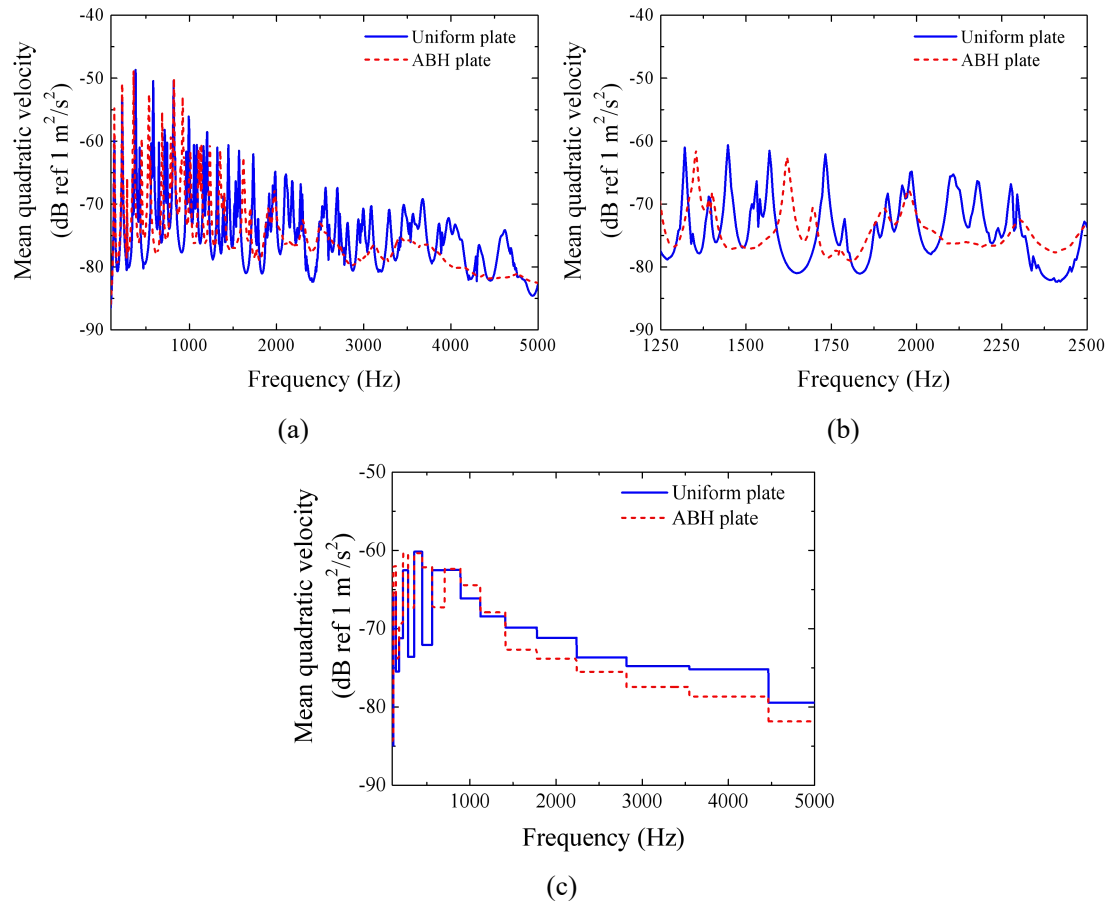 -40
-50
-60
-70
-80
-90
Mean quadratic velocity
(dB ref 1 m²/s²)
Uniform plate
ABH plate
1000 2000 3000 4000 5000
Frequency (Hz)
(a)
-40
-50
-60
-70
-80
-90
Mean quadratic velocity
(dB ref 1 m²/s²)
Uniform plate
ABH plate
1250 1500 1750 2000 2250 2500
Frequency (Hz)
(b)
-50
-60
-70
-80
-90
Mean quadratic velocity
(dB ref 1 m²/s²)
Uniform plate
ABH plate
1000 2000 3000 4000 5000
Frequency (Hz)
(c)